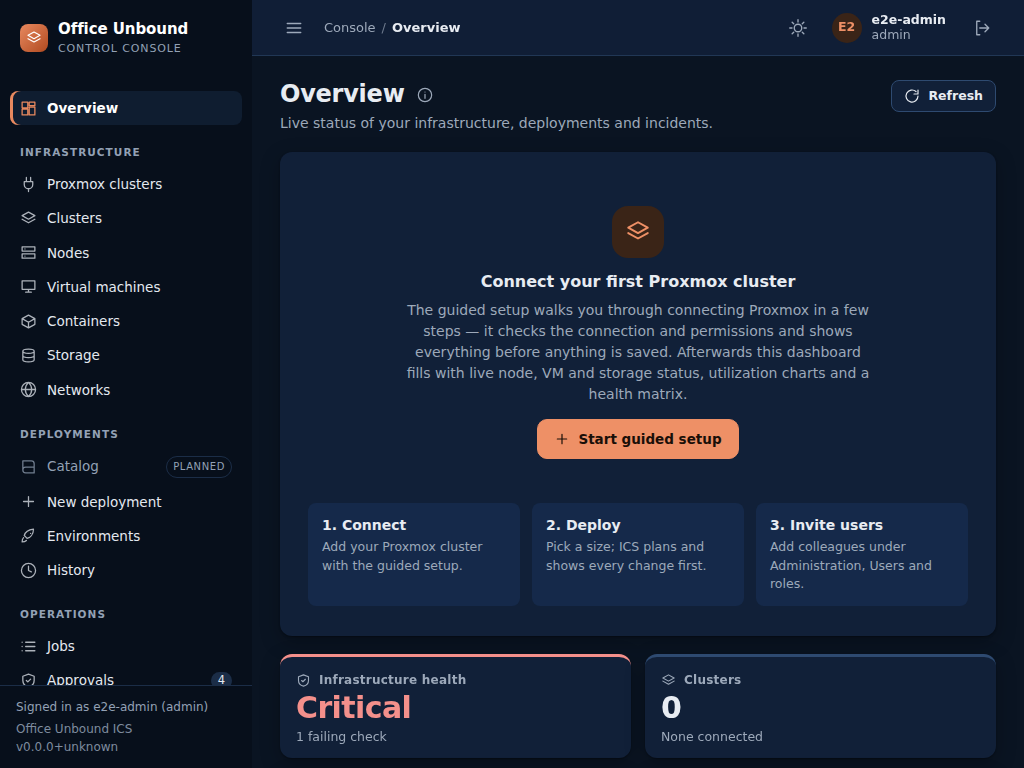 Office Unbound
CONTROL CONSOLE
Overview
INFRASTRUCTURE
Proxmox clusters
Clusters
Nodes
Virtual machines
Containers
Storage
Networks
DEPLOYMENTS
Catalog PLANNED
New deployment
Environments
History
OPERATIONS
Jobs
Approvals 4
Signed in as e2e-admin (admin)
Office Unbound ICS
v0.0.0+unknown
Console / Overview
E2 e2e-admin
admin
Overview
Refresh
Live status of your infrastructure, deployments and incidents.
Connect your first Proxmox cluster
The guided setup walks you through connecting Proxmox in a few
steps — it checks the connection and permissions and shows
everything before anything is saved. Afterwards this dashboard
fills with live node, VM and storage status, utilization charts and a
health matrix.
Start guided setup
1. Connect
Add your Proxmox cluster
with the guided setup.
2. Deploy
Pick a size; ICS plans and
shows every change first.
3. Invite users
Add colleagues under
Administration, Users and
roles.
Infrastructure health
Critical
1 failing check
Clusters
0
None connected